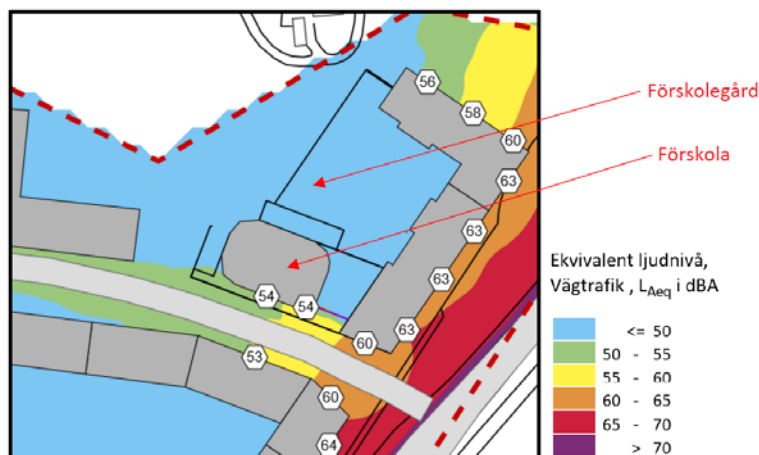 56
58
Förskolegård
60
Förskola
63
63
63
54
54
63
60
53
60
64
Ekvivalent ljudnivå,
Vägtrafik , LAeq i dBA
<= 50
50 - 55
55 - 60
60 - 65
65 - 70
> 70